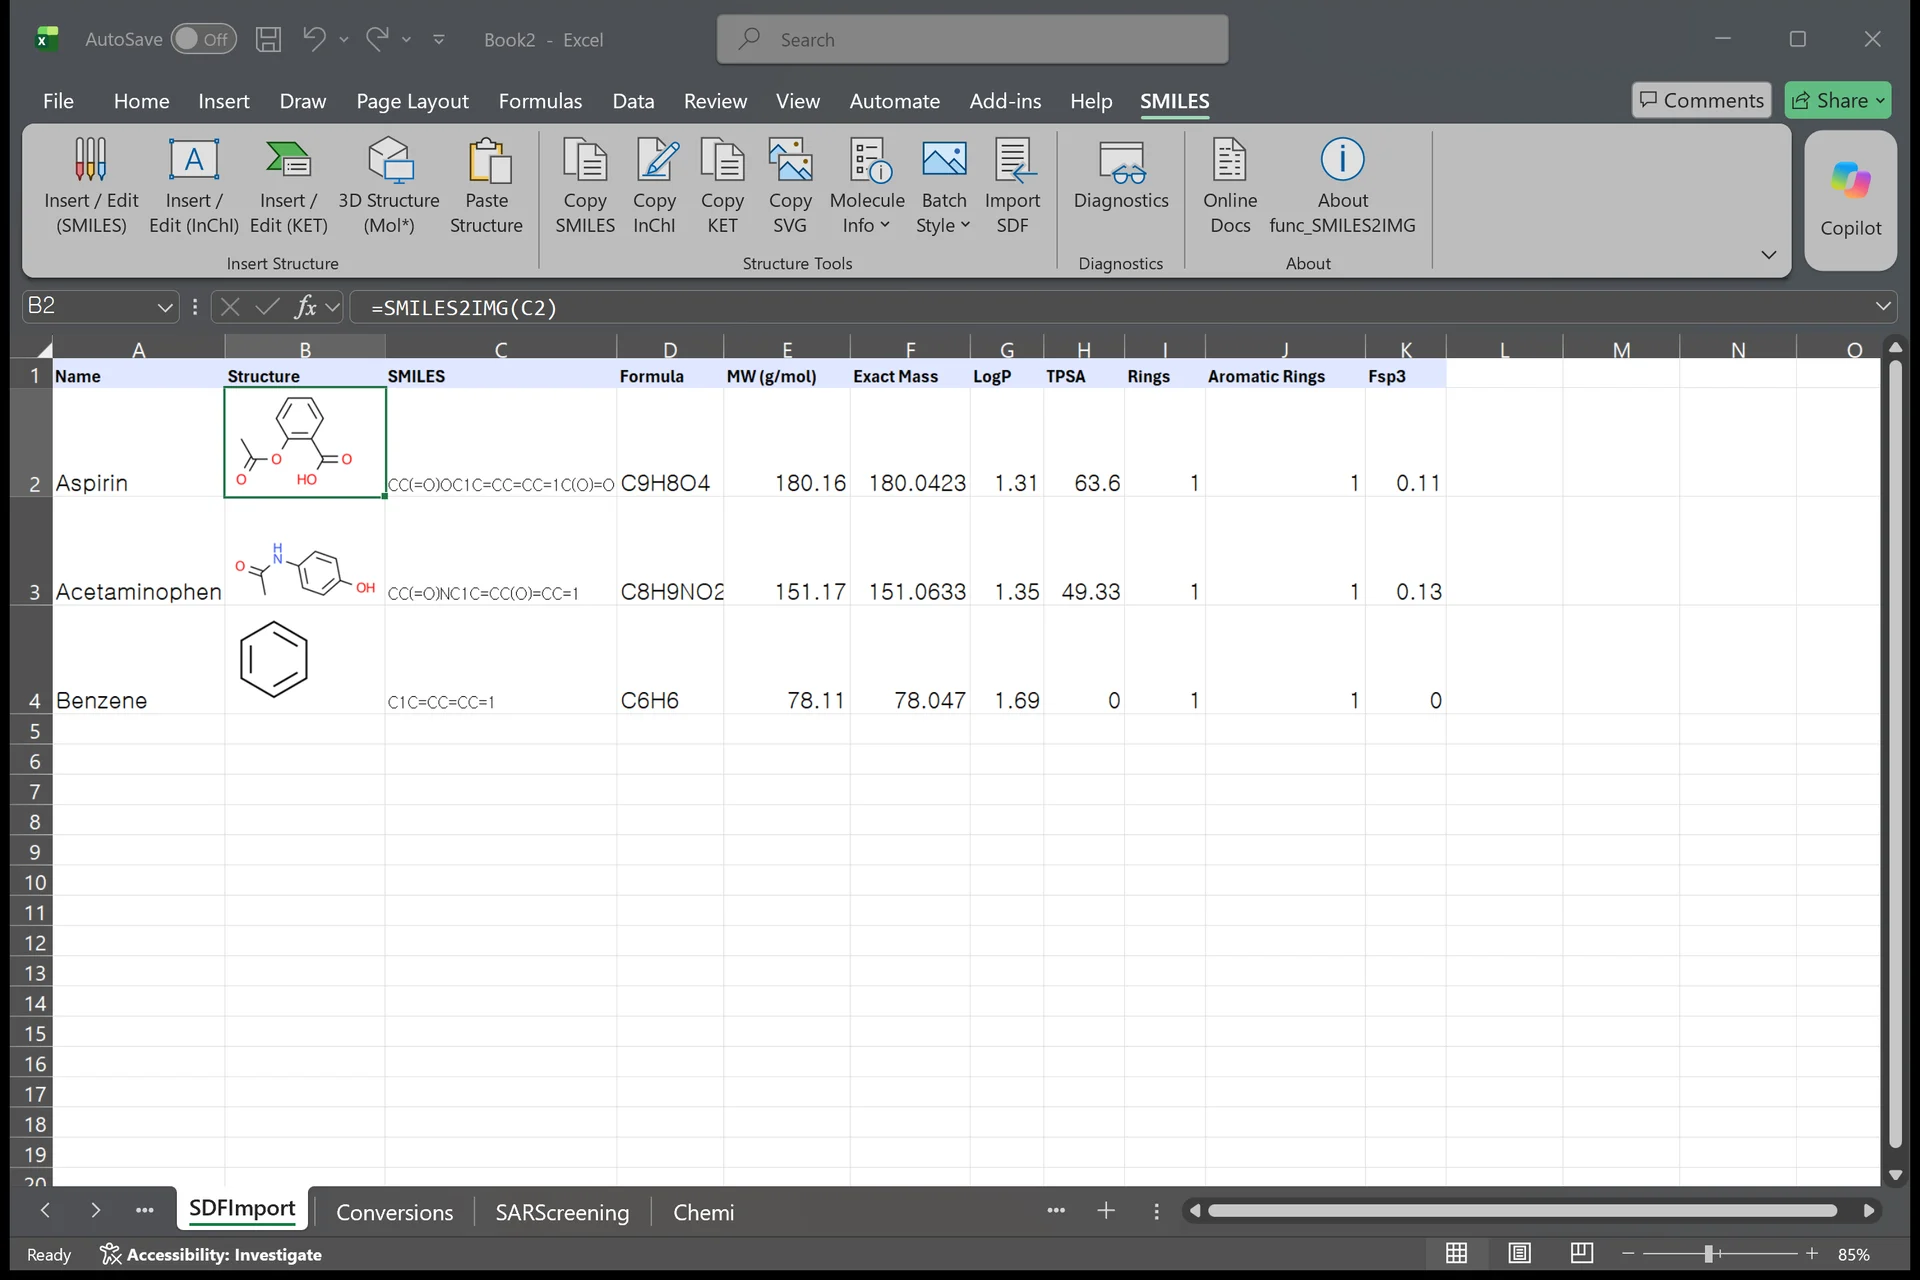 AutoSave Off Book2 - Excel Search
File Home Insert Draw Page Layout Formulas Data Review View Automate Add-ins Help SMILES Comments Share
Insert / Edit (SMILES)
Insert / Edit (InChI)
Insert / Edit (KET)
3D Structure (Mol*)
Paste Structure
Copy SMILES
Copy InChI
Copy KET
Copy SVG
Molecule Info
Batch Style
Import SDF
Diagnostics
Online Docs
About func_SMILES2IMG
Copilot
Insert Structure Structure Tools Diagnostics About
B2 fx =SMILES2IMG(C2)
A B C D E F G H I J K L M N O
1 Name Structure SMILES Formula MW (g/mol) Exact Mass LogP TPSA Rings Aromatic Rings Fsp3
O O O HO
2 Aspirin CC(=O)OC1C=CC=CC=1C(O)=O C9H8O4 180.16 180.0423 1.31 63.6 1 1 0.11
O H N OH
3 Acetaminophen CC(=O)NC1C=CC(O)=CC=1 C8H9NO2 151.17 151.0633 1.35 49.33 1 1 0.13
4 Benzene C1C=CC=CC=1 C6H6 78.11 78.047 1.69 0 1 1 0
5
6
7
8
9
10
11
12
13
14
15
16
17
18
19
20
SDFImport Conversions SARScreening Chemi
Ready Accessibility: Investigate 85%